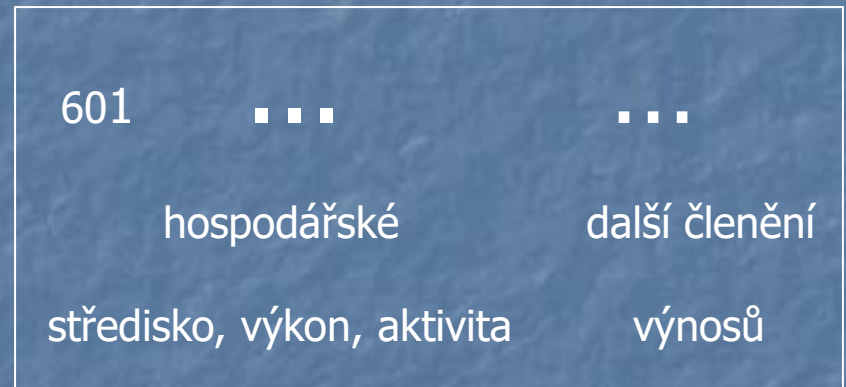 601 ... ...
hospodářské další členění
středisko, výkon, aktivita výnosů